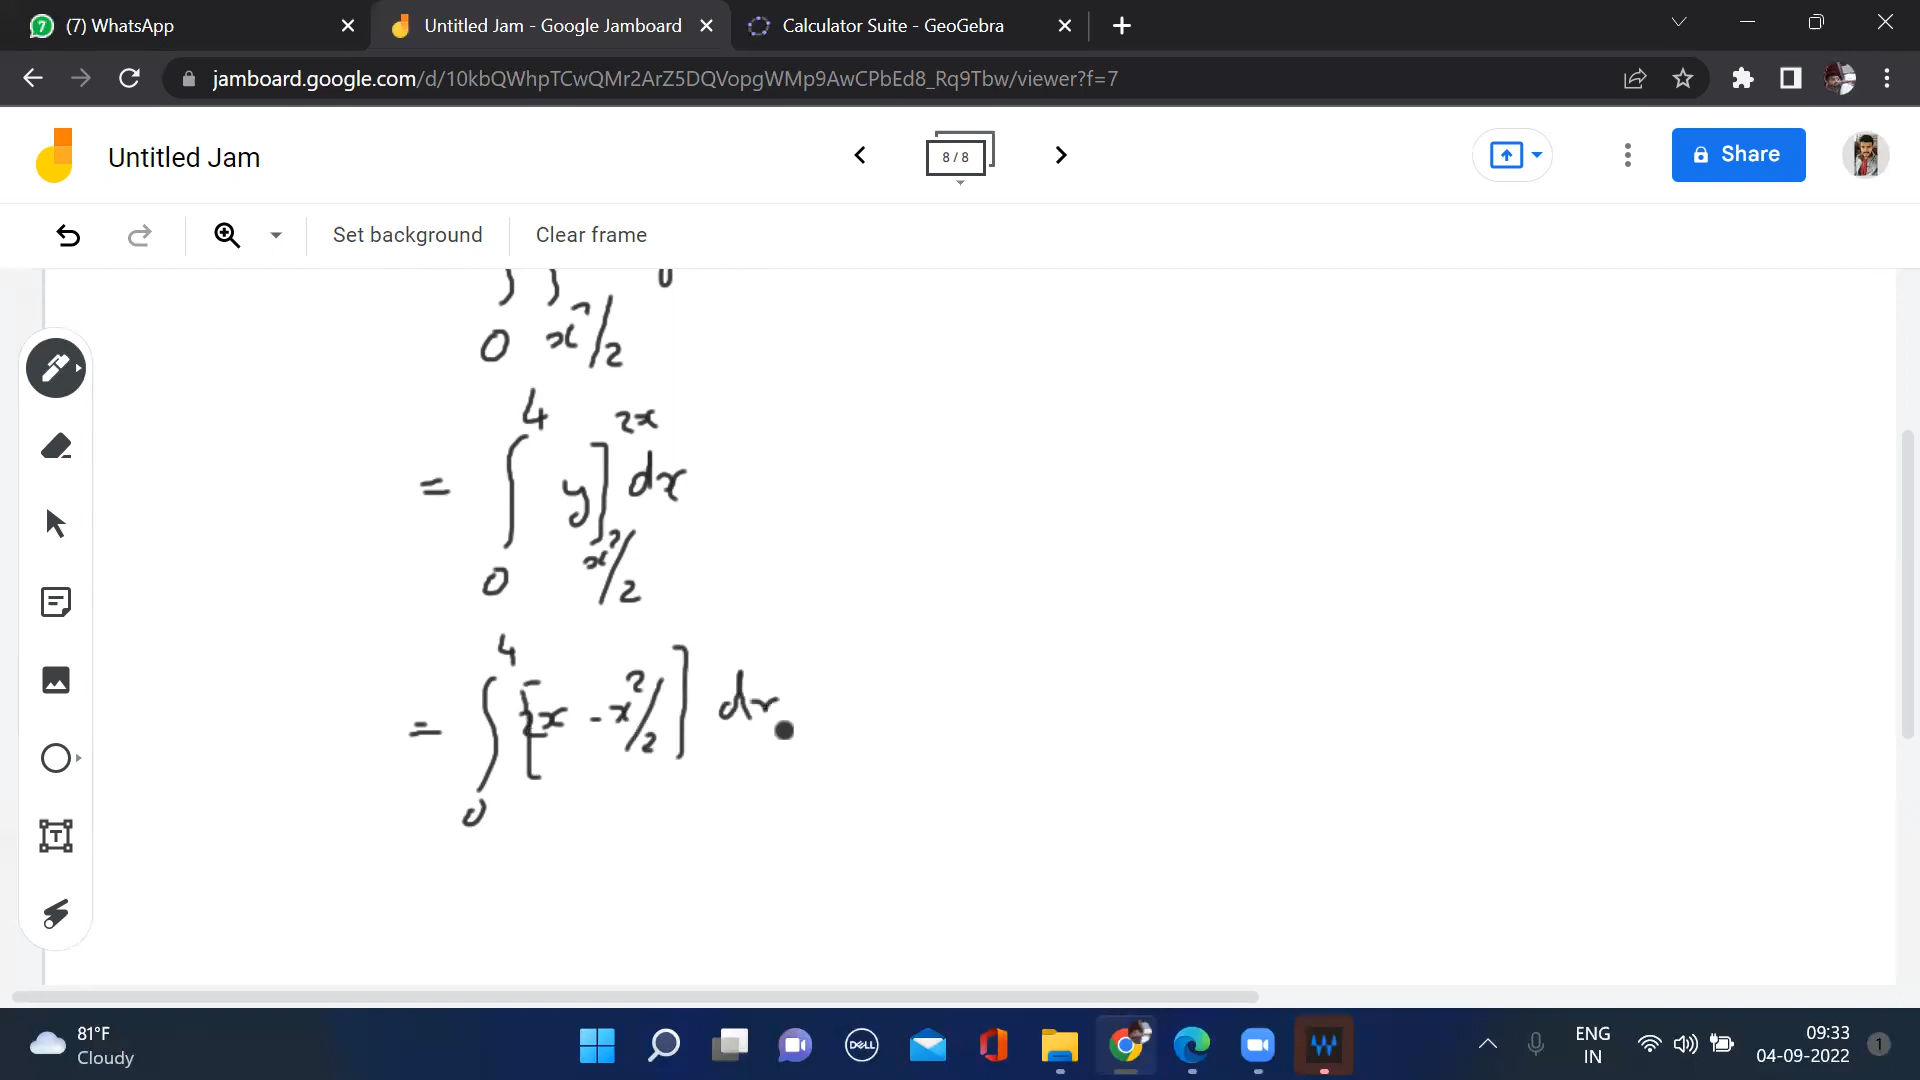 (7) WhatsApp
Untitled Jam - Google Jamboard
Calculator Suite - GeoGebra
jamboard.google.com/d/10kbQWhpTCwQMr2ArZ5DQVopgWMp9AwCPbEd8_Rq9Tbw/viewer?f=7
Untitled Jam
8 / 8
Share
Set background
Clear frame
∫ ∫
0 x²/2
4 2x
= ∫ y] dx
0 x²/2
4
= ∫ [2x - x²/2] dx
0
81°F
Cloudy
DELL
ENG
IN
09:33
04-09-2022
1